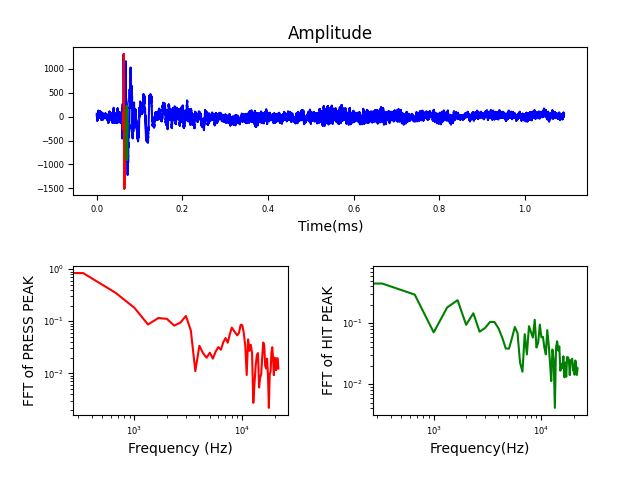 Amplitude
1000
500
0
−500
−1000
−1500
0.0 0.2 0.4 0.6 0.8 1.0
Time(ms)
FFT of PRESS PEAK
10⁰
10⁻¹
10⁻²
10³ 10⁴
Frequency (Hz)
FFT of HIT PEAK
10⁻¹
10⁻²
10³ 10⁴
Frequency(Hz)